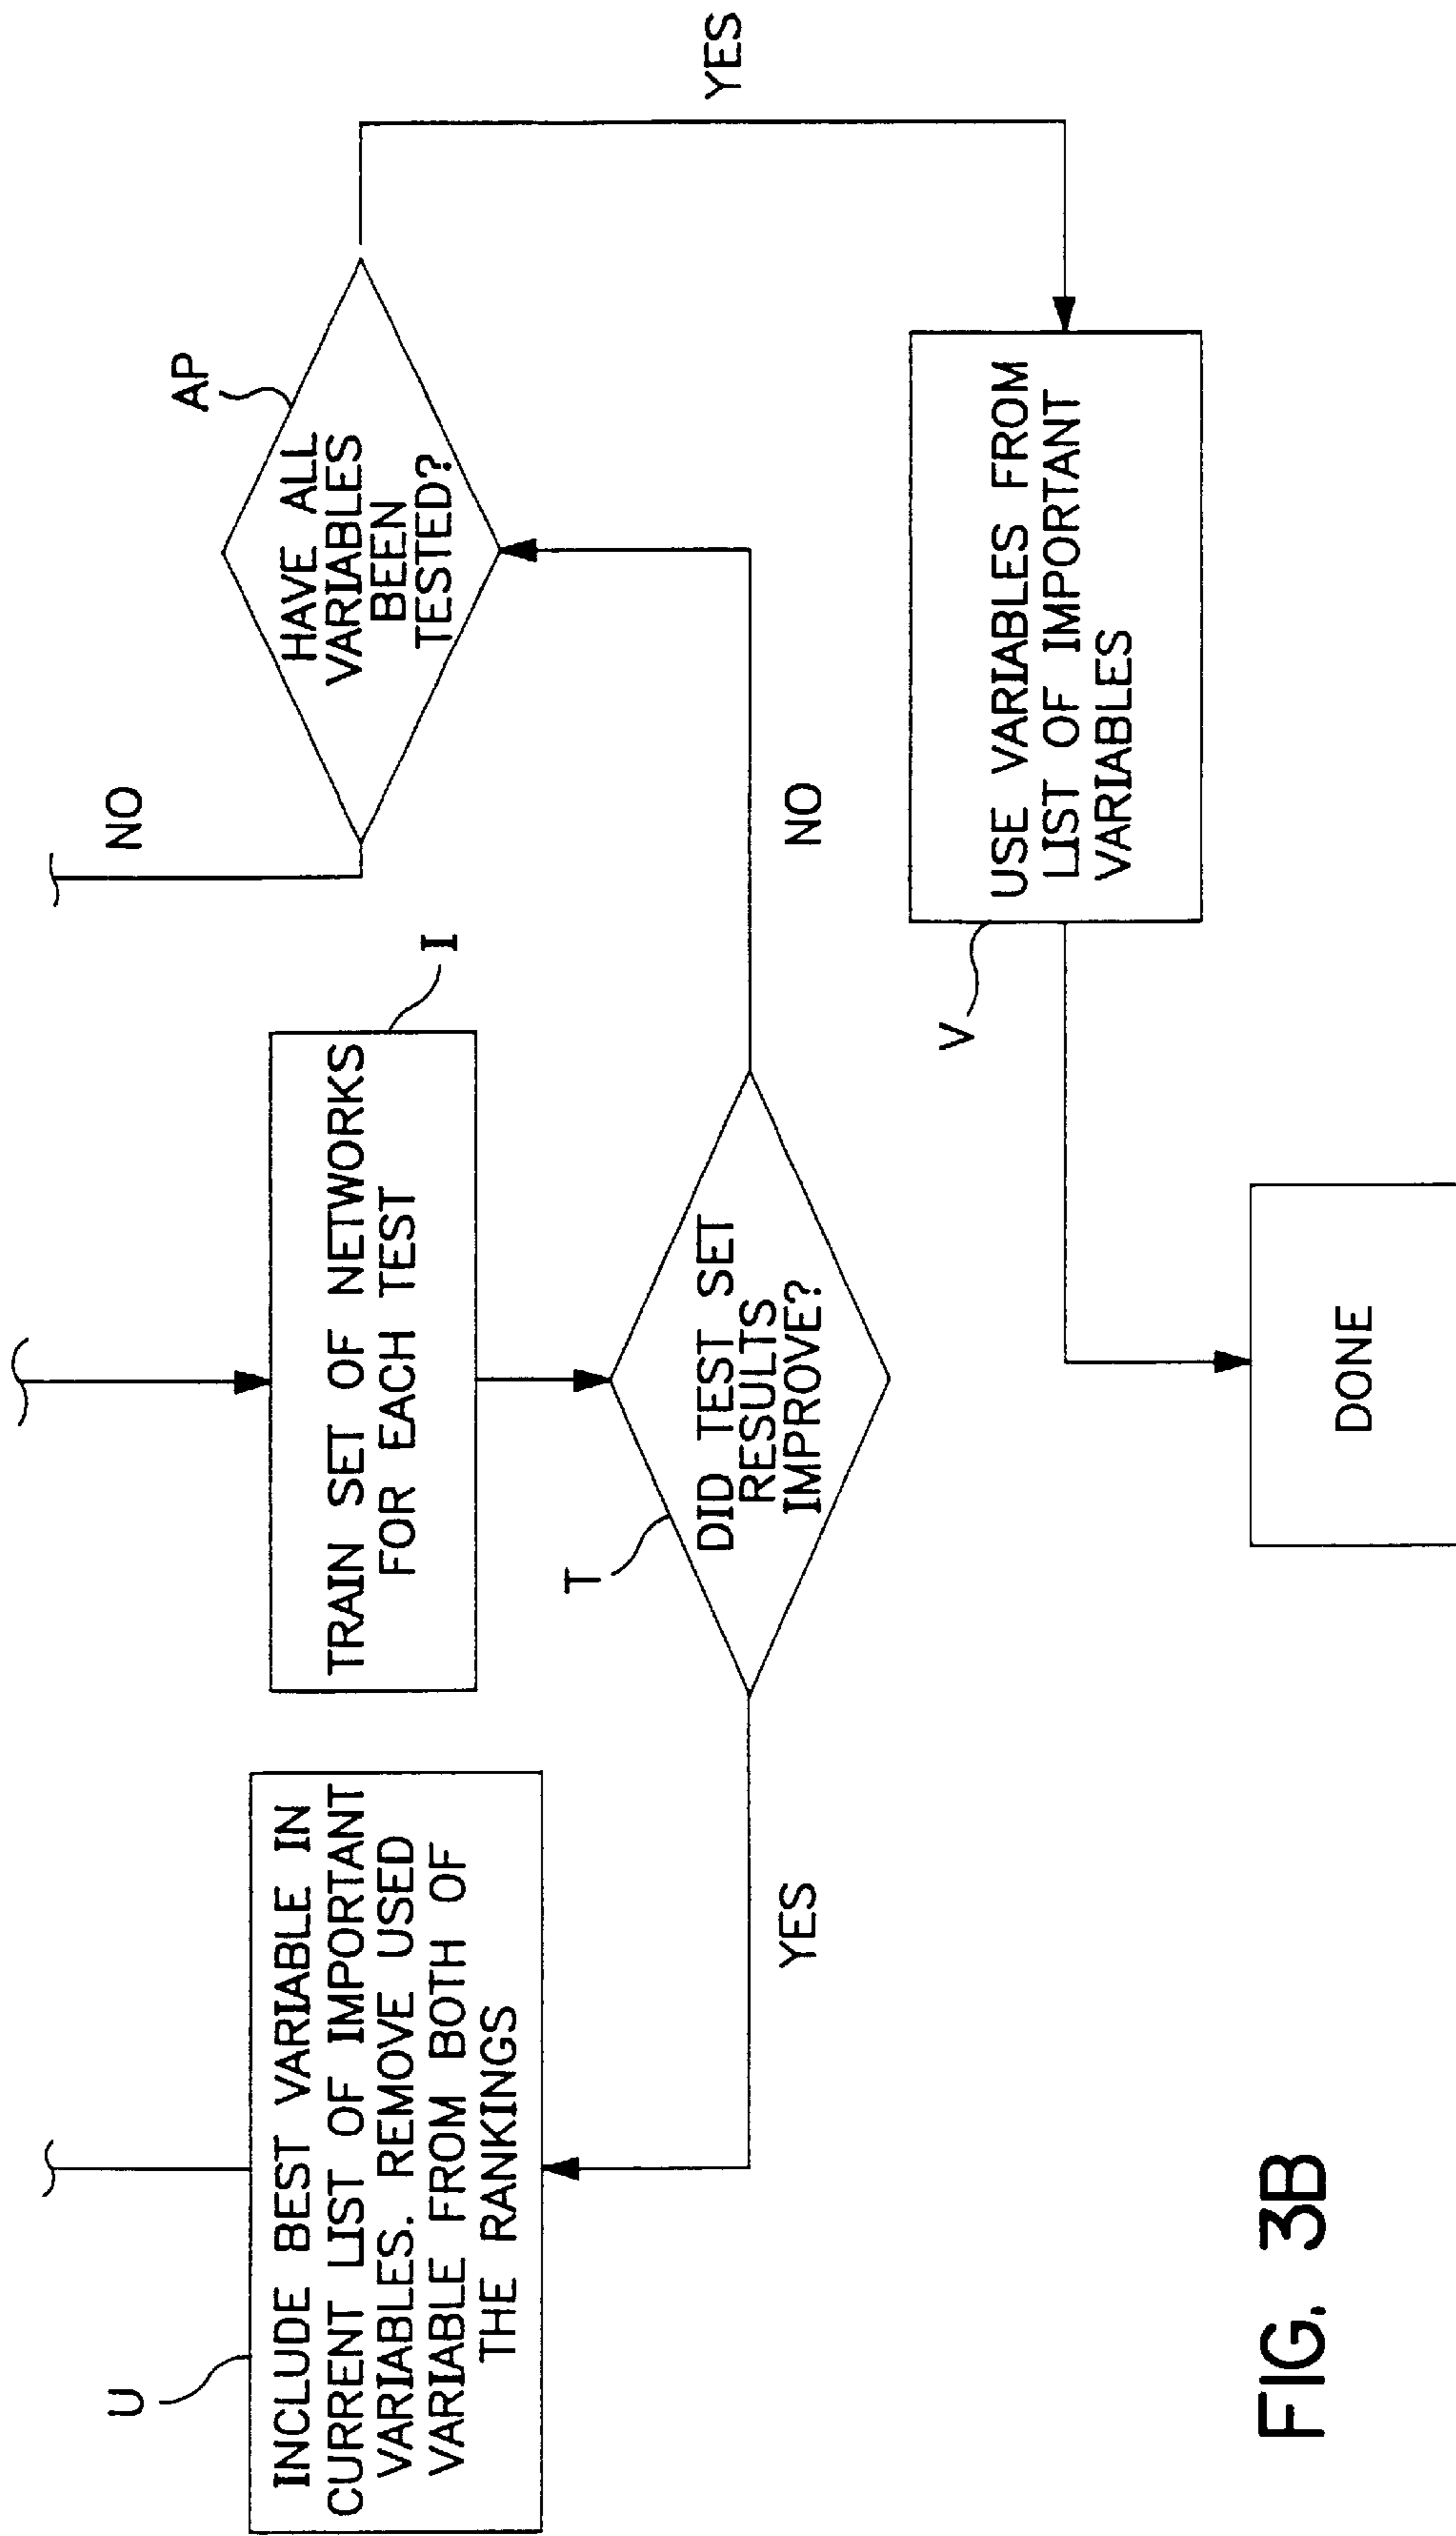 U
INCLUDE BEST VARIABLE IN
CURRENT LIST OF IMPORTANT
VARIABLES. REMOVE USED
VARIABLE FROM BOTH OF
THE RANKINGS
TRAIN SET OF NETWORKS
FOR EACH TEST
I
NO
AP
HAVE ALL
VARIABLES
BEEN
TESTED?
T
DID TEST SET
RESULTS
IMPROVE?
YES
NO
YES
V
USE VARIABLES FROM
LIST OF IMPORTANT
VARIABLES
DONE
FIG. 3B